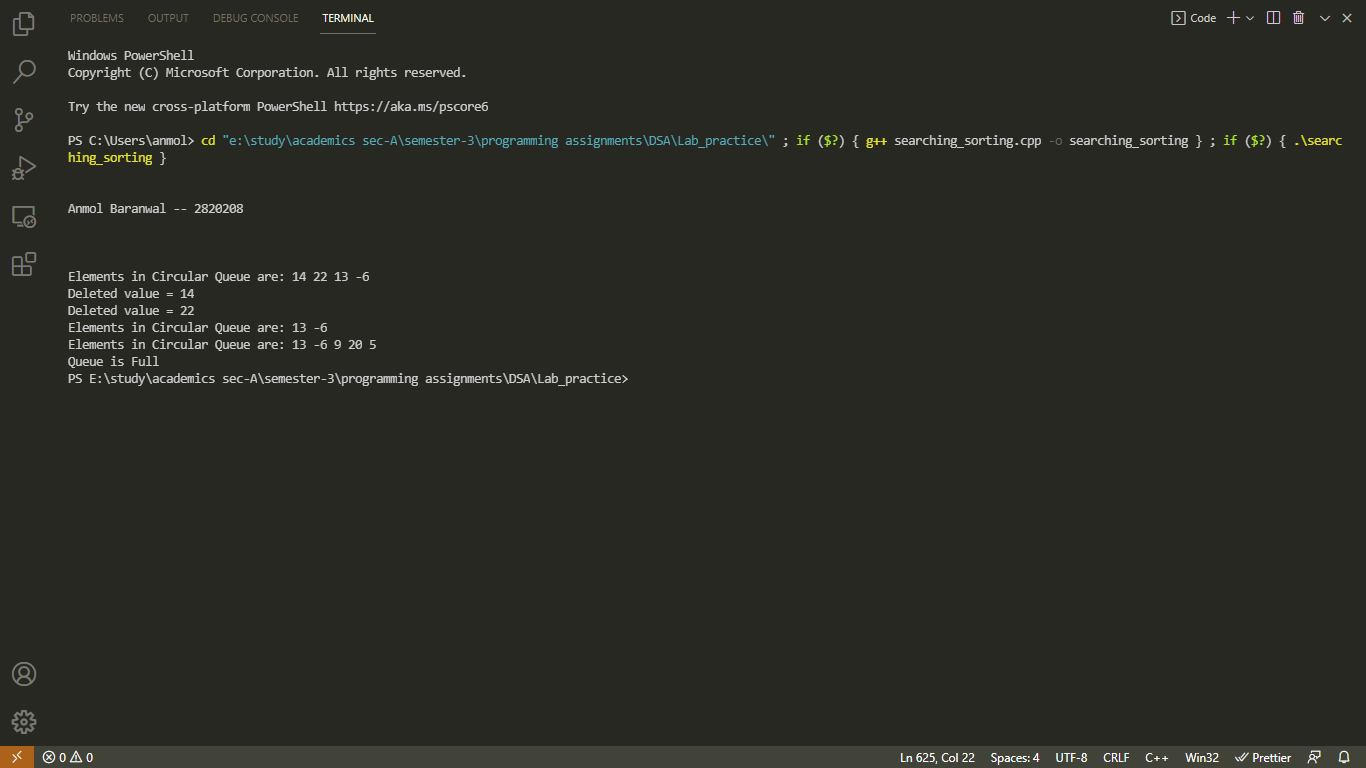 PROBLEMS OUTPUT DEBUG CONSOLE TERMINAL Code
Windows PowerShell
Copyright (C) Microsoft Corporation. All rights reserved.
Try the new cross-platform PowerShell https://aka.ms/pscore6
PS C:\Users\anmol> cd "e:\study\academics sec-A\semester-3\programming assignments\DSA\Lab_practice\" ; if ($?) { g++ searching_sorting.cpp -o searching_sorting } ; if ($?) { .\searc
hing_sorting }
Anmol Baranwal -- 2820208
Elements in Circular Queue are: 14 22 13 -6
Deleted value = 14
Deleted value = 22
Elements in Circular Queue are: 13 -6
Elements in Circular Queue are: 13 -6 9 20 5
Queue is Full
PS E:\study\academics sec-A\semester-3\programming assignments\DSA\Lab_practice>
0 0 Ln 625, Col 22 Spaces: 4 UTF-8 CRLF C++ Win32 Prettier